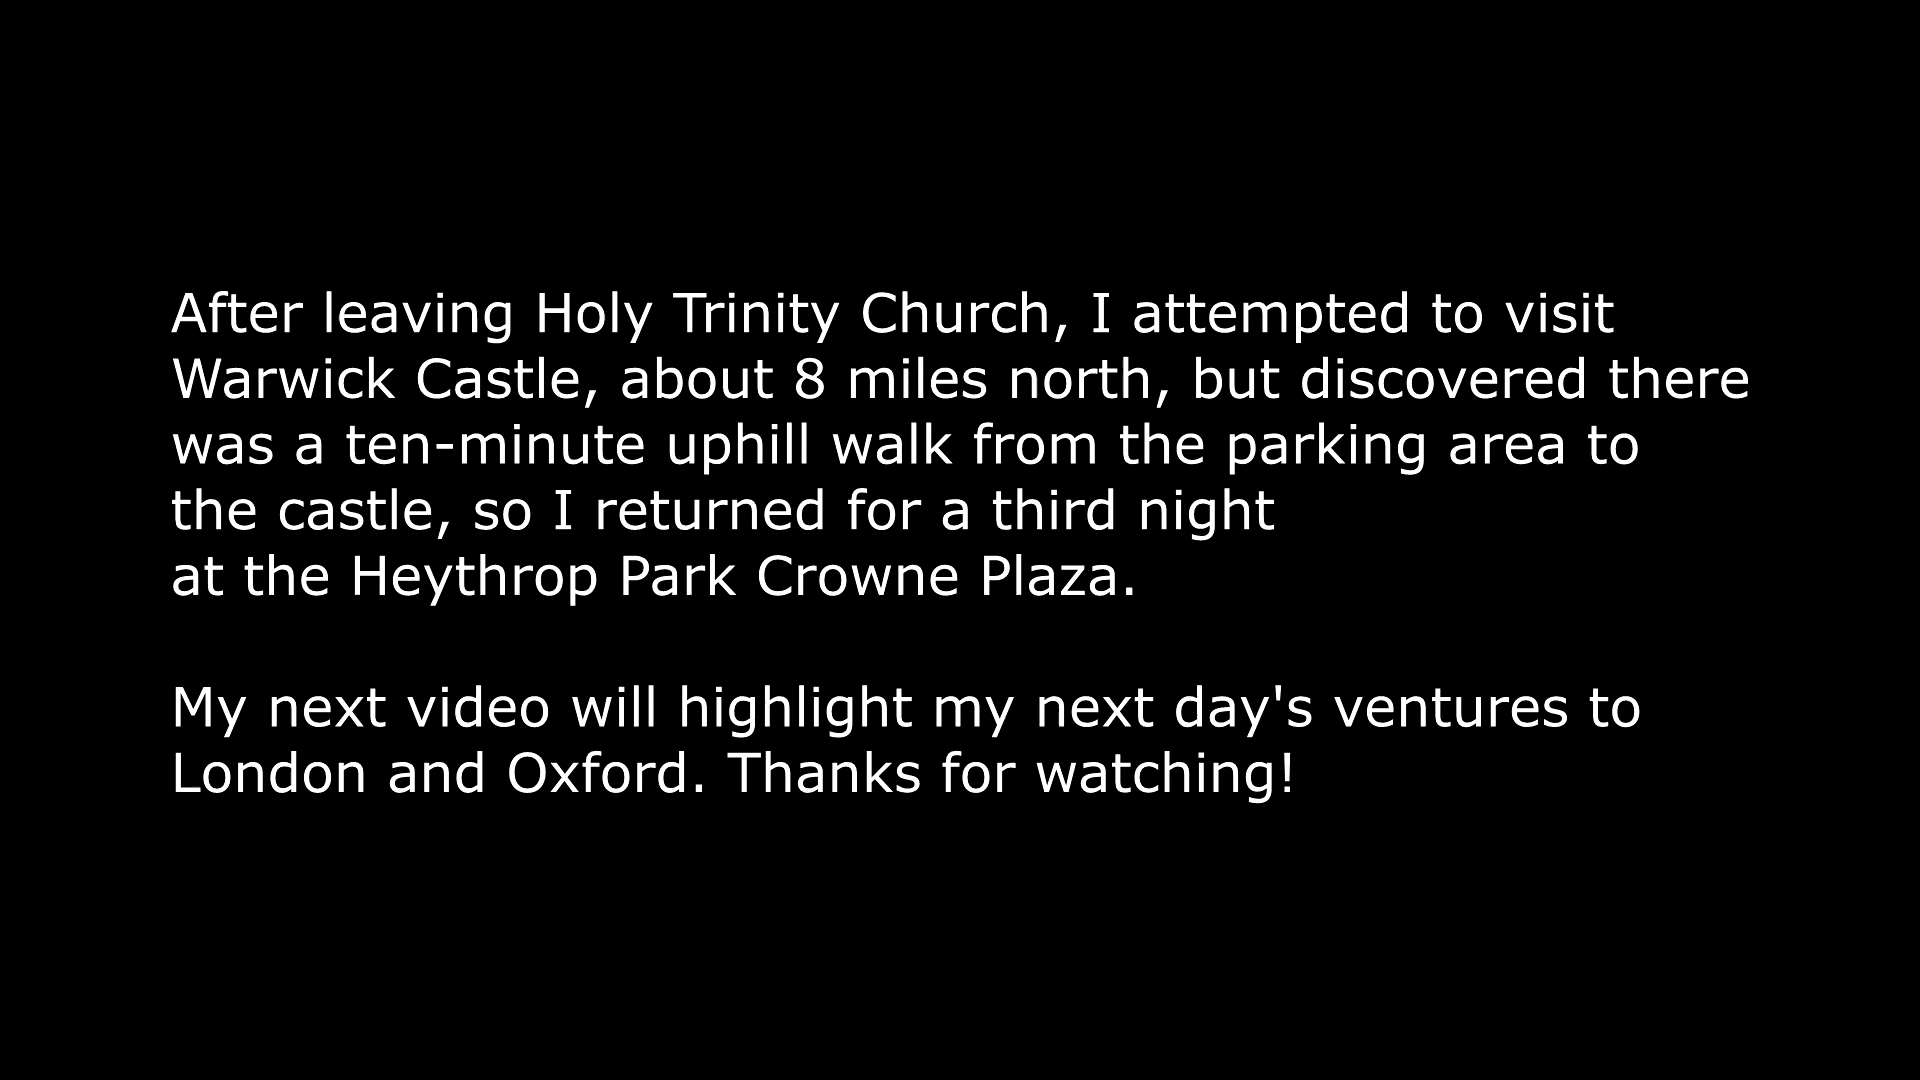 After leaving Holy Trinity Church, I attempted to visit
Warwick Castle, about 8 miles north, but discovered there
was a ten-minute uphill walk from the parking area to
the castle, so I returned for a third night
at the Heythrop Park Crowne Plaza.
My next video will highlight my next day's ventures to
London and Oxford. Thanks for watching!